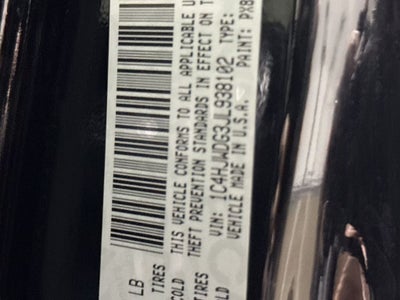 LB
TIRES
COLD
THIS VEHICLE CONFORMS TO ALL APPLICABLE U
THEFT PREVENTION STANDARDS IN EFFECT ON T
TIRES
VIN: 1C4HJWDG3JL938102 TYPE:
COLD
VEHICLE MADE IN U.S.A. PAINT: PX8